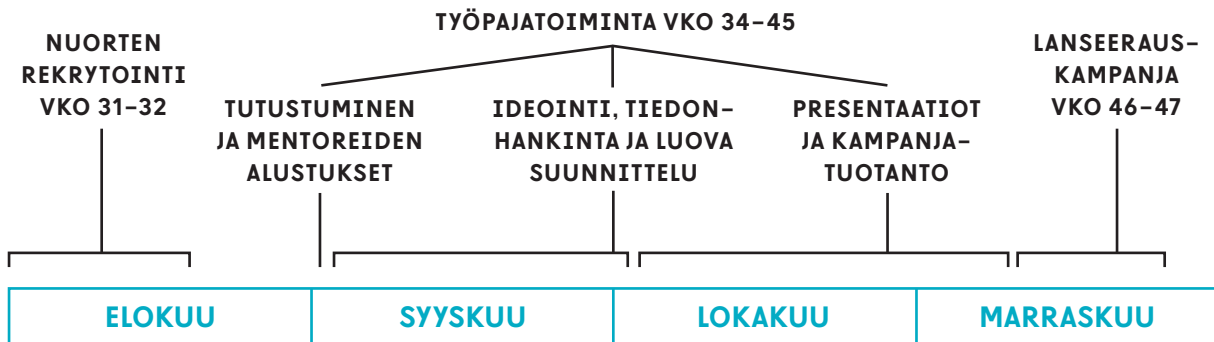 TYÖPAJATOIMINTA VKO 34–45
NUORTEN
REKRYTOINTI
VKO 31–32
TUTUSTUMINEN
JA MENTOREIDEN
ALUSTUKSET
IDEOINTI, TIEDON–
HANKINTA JA LUOVA
SUUNNITTELU
PRESENTAATIOT
JA KAMPANJA–
TUOTANTO
LANSEERAUS–
KAMPANJA
VKO 46–47
ELOKUU
SYYSKUU
LOKAKUU
MARRASKUU